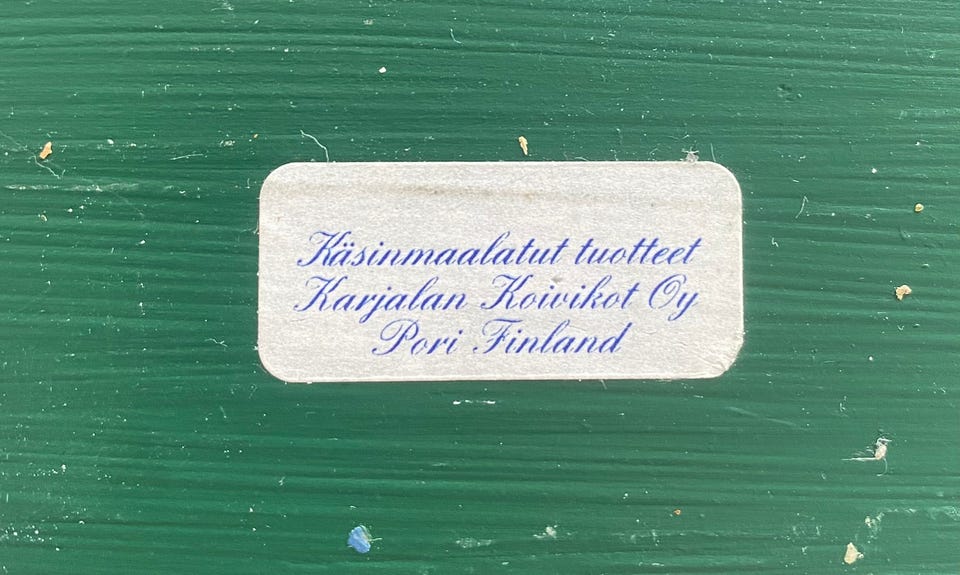 Käsinmaalatut tuotteet
Karjalan Koivikot Oy
Pori Finland